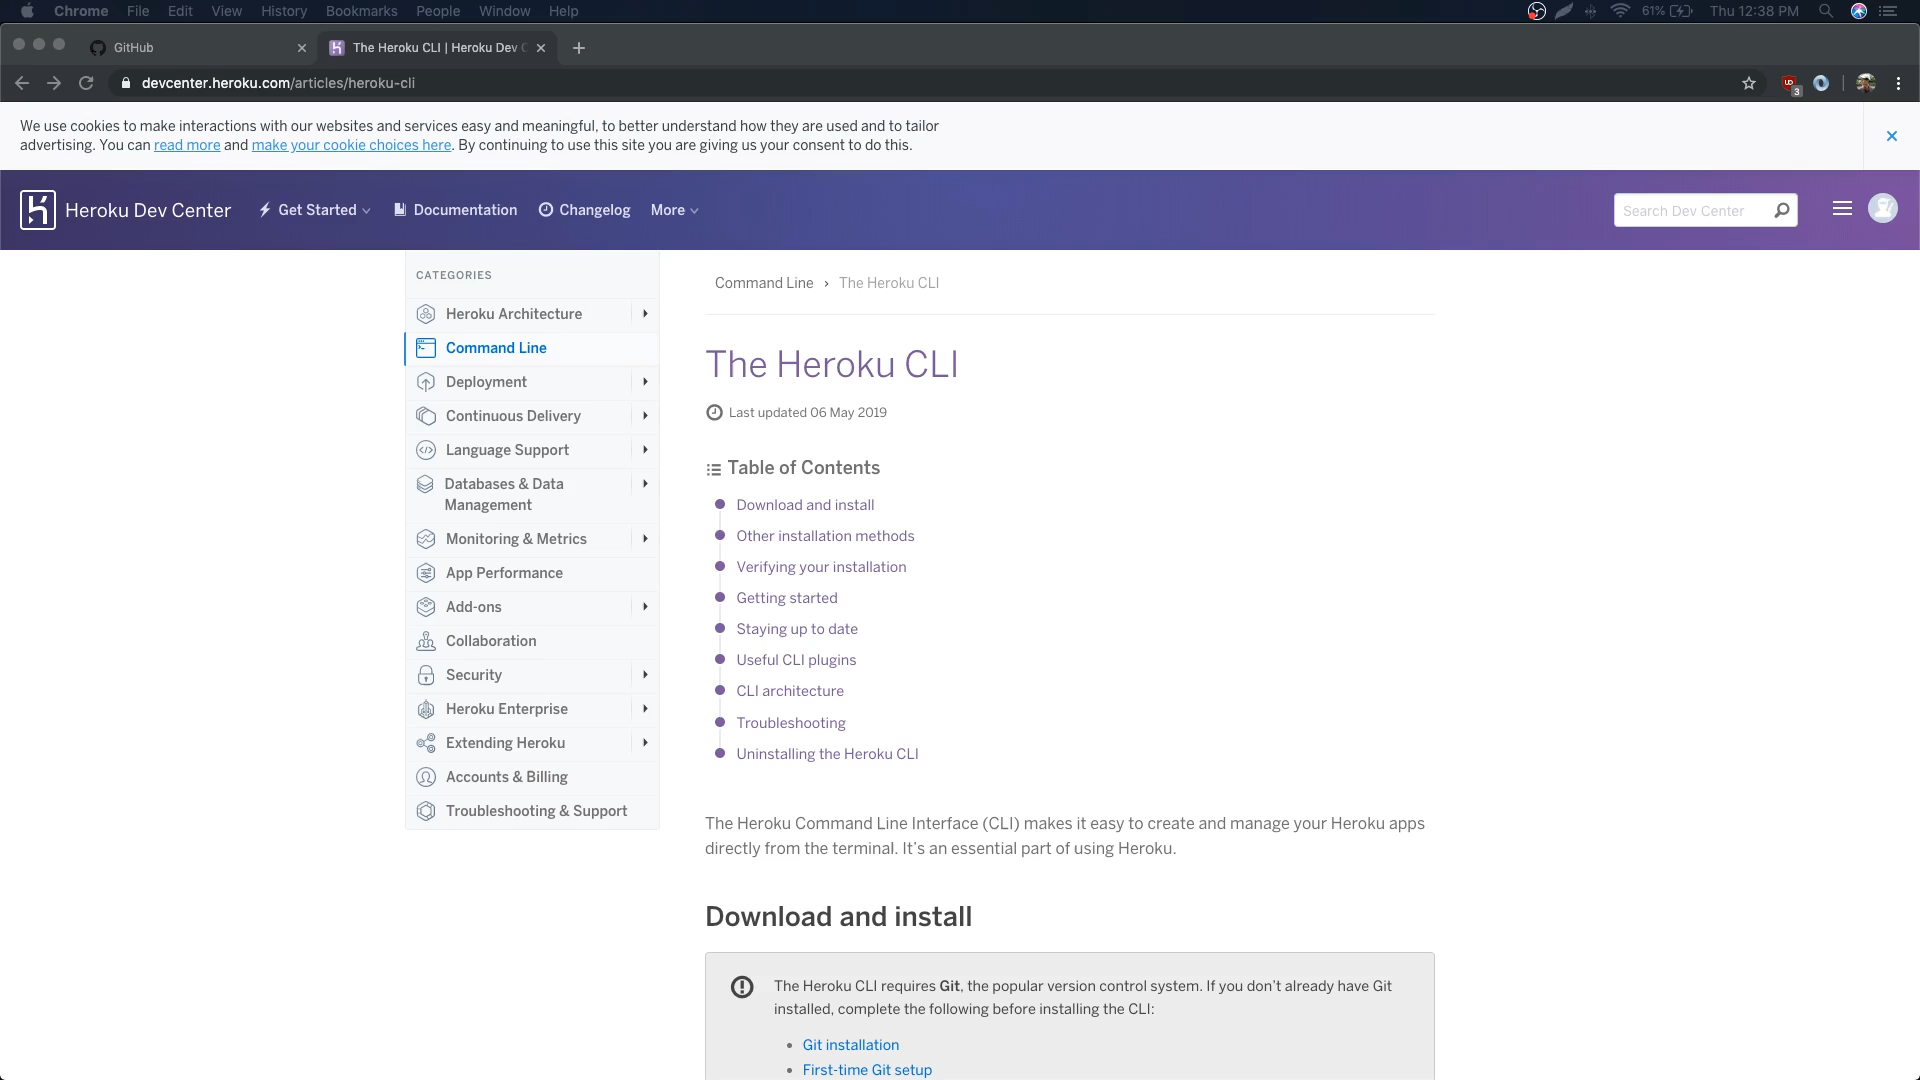 Chrome File Edit View History Bookmarks People Window Help 61% Thu 12:38 PM
GitHub
The Heroku CLI | Heroku Dev C
devcenter.heroku.com/articles/heroku-cli
3
We use cookies to make interactions with our websites and services easy and meaningful, to better understand how they are used and to tailor
advertising. You can read more and make your cookie choices here. By continuing to use this site you are giving us your consent to do this.
Heroku Dev Center Get Started Documentation Changelog More Search Dev Center
CATEGORIES
Heroku Architecture
Command Line
Deployment
Continuous Delivery
Language Support
Databases & Data
Management
Monitoring & Metrics
App Performance
Add-ons
Collaboration
Security
Heroku Enterprise
Extending Heroku
Accounts & Billing
Troubleshooting & Support
Command Line › The Heroku CLI
The Heroku CLI
Last updated 06 May 2019
Table of Contents
Download and install
Other installation methods
Verifying your installation
Getting started
Staying up to date
Useful CLI plugins
CLI architecture
Troubleshooting
Uninstalling the Heroku CLI
The Heroku Command Line Interface (CLI) makes it easy to create and manage your Heroku apps
directly from the terminal. It's an essential part of using Heroku.
Download and install
The Heroku CLI requires Git, the popular version control system. If you don't already have Git
installed, complete the following before installing the CLI:
• Git installation
• First-time Git setup